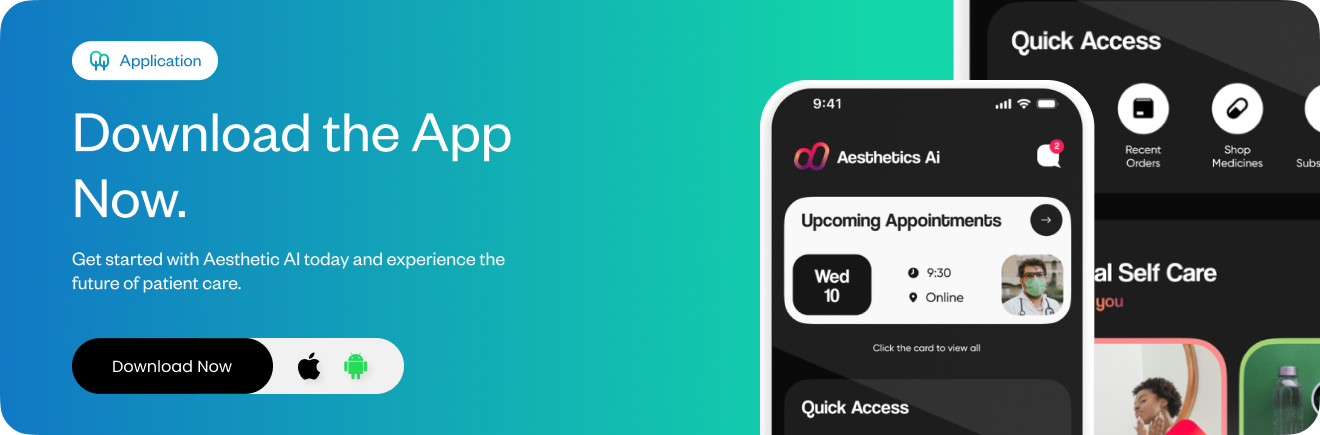 Application
Download the App
Now.
Get started with Aesthetic AI today and experience the
future of patient care.
Download Now
9:41
Aesthetics Ai
2
Upcoming Appointments
Wed
10
9:30
Online
Click the card to view all
Quick Access
Quick Access
Recent
Orders
Shop
Medicines
Self Care
you